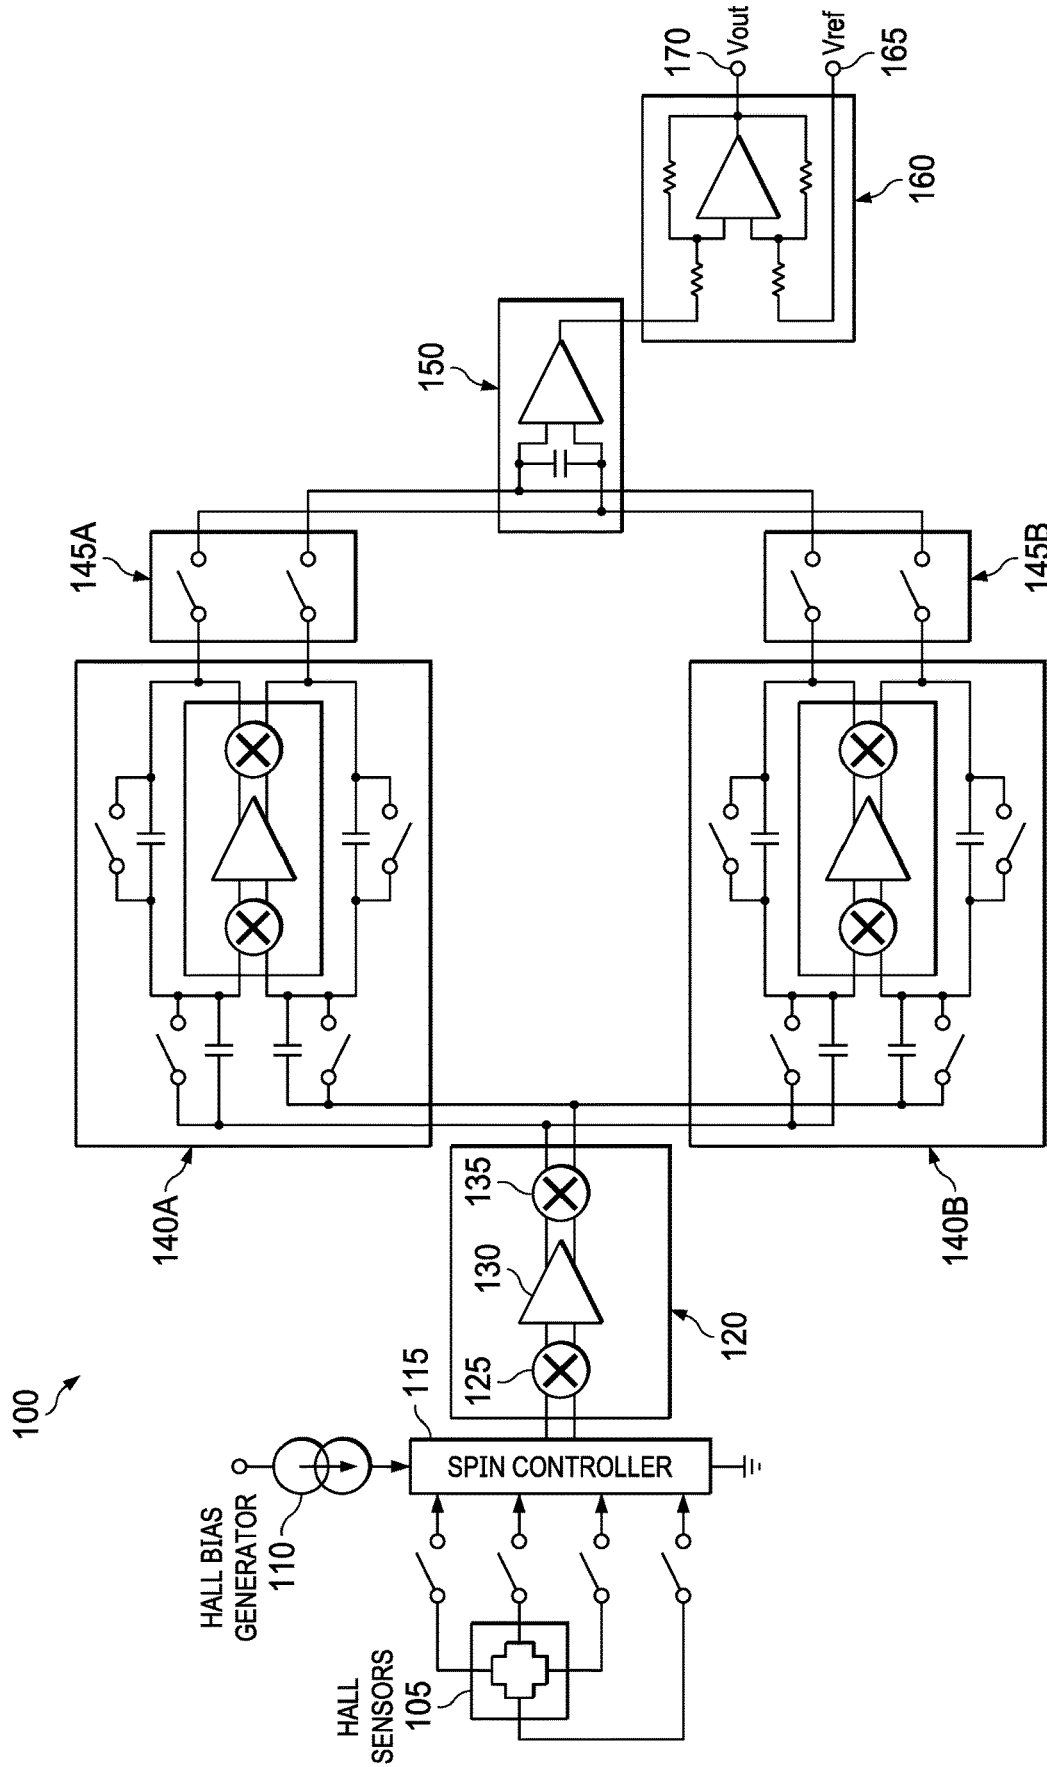 100
HALL BIAS
GENERATOR
110
HALL
SENSORS
105
SPIN CONTROLLER
115
125
130
135
120
140A
145A
140B
145B
150
160
170
Vout
Vref
165